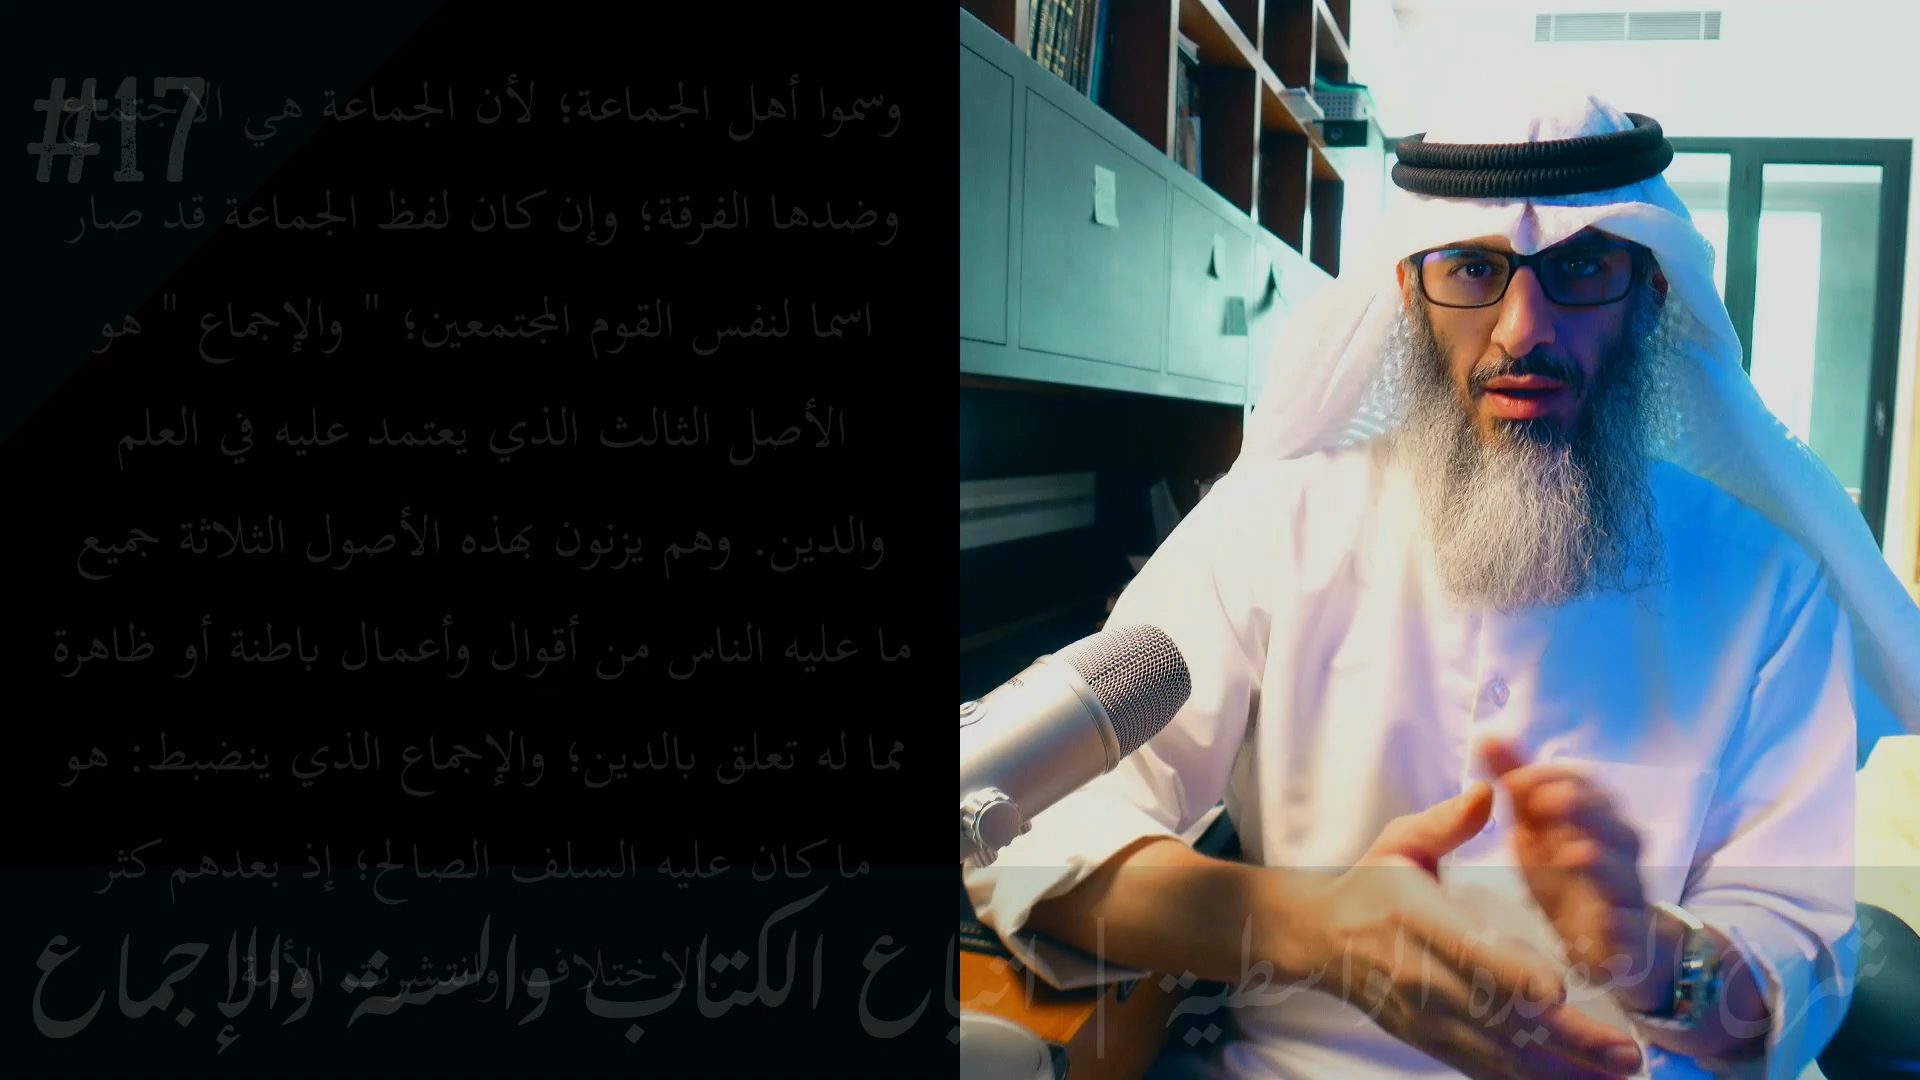 #17
وسموا أهل الجماعة؛ لأن الجماعة هي الاجتماع
وضدها الفرقة؛ وإن كان لفظ الجماعة قد صار
اسما لنفس القوم المجتمعين؛ " والإجماع " هو
الأصل الثالث الذي يعتمد عليه في العلم
والدين. وهم يزنون بهذه الأصول الثلاثة جميع
ما عليه الناس من أقوال وأعمال باطنة أو ظاهرة
مما له تعلق بالدين؛ والإجماع الذي ينضبط: هو
ما كان عليه السلف الصالح؛ إذ بعدهم كثر
الاختلاف وانتشرت الأمة
شرح العقيدة الواسطية | اتباع الكتاب والسنة والإجماع